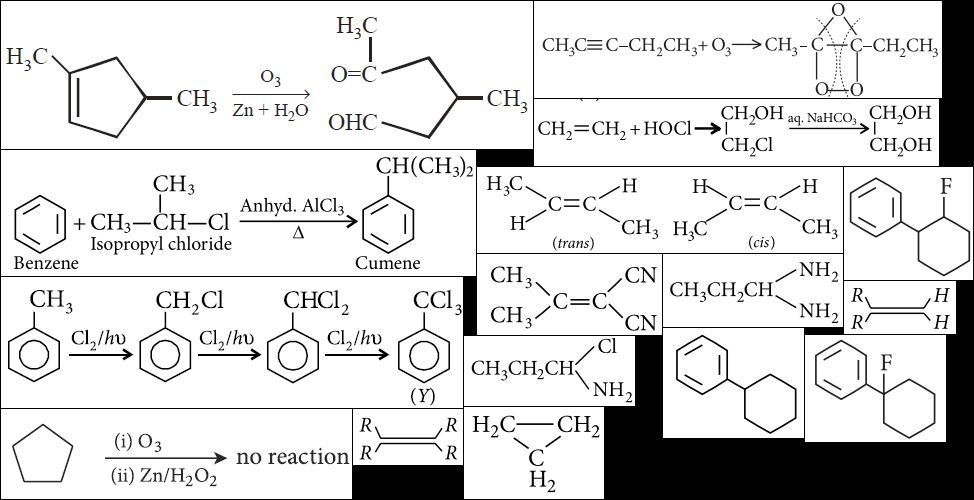 H₃C
CH₃
O₃
Zn + H₂O
H₃C
O=C
OHC
CH₃
CH₃C≡C–CH₂CH₃ + O₃ → CH₃–C–C–CH₂CH₃
O
O–O
CH₂=CH₂ + HOCl → CH₂OH
CH₂Cl
aq. NaHCO₃
CH₂OH
CH₂OH
CH₃
CH₃–CH–Cl
+
Benzene
Isopropyl chloride
Anhyd. AlCl₃
Δ
CH(CH₃)₂
Cumene
H₃C
H
C=C
H
CH₃
(trans)
H
H
C=C
H₃C
CH₃
(cis)
F
CH₃
CN
C=C
CH₃
CN
CH₃CH₂CH
NH₂
NH₂
R
H
R
H
CH₃
Cl₂/hυ
CH₂Cl
Cl₂/hυ
CHCl₂
Cl₂/hυ
CCl₃
(Y)
Cl
CH₃CH₂CH
NH₂
F
(i) O₃
(ii) Zn/H₂O₂
no reaction
R
R
R
R
H₂C
CH₂
C
H₂